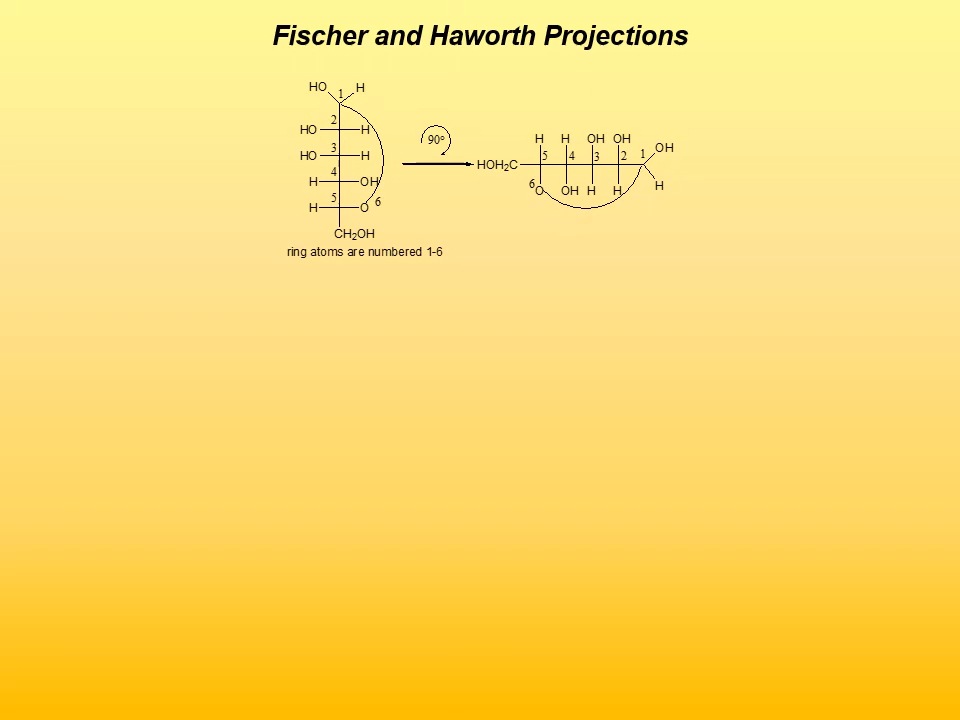 Fischer and Haworth Projections
HO 1 H
HO 2 H
HO 3 H
H 4 OH
H 5 O 6
CH2OH
ring atoms are numbered 1-6
90o
H H OH OH
HOH2C 5 4 3 2 1 OH
6 O OH H H H